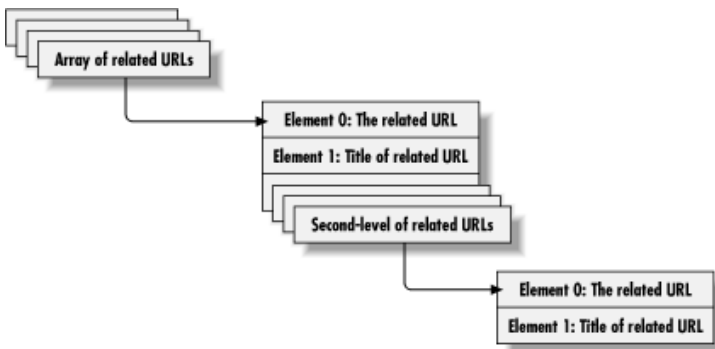 Array of related URLs
Element 0: The related URL
Element 1: Title of related URL
Second-level of related URLs
Element 0: The related URL
Element 1: Title of related URL